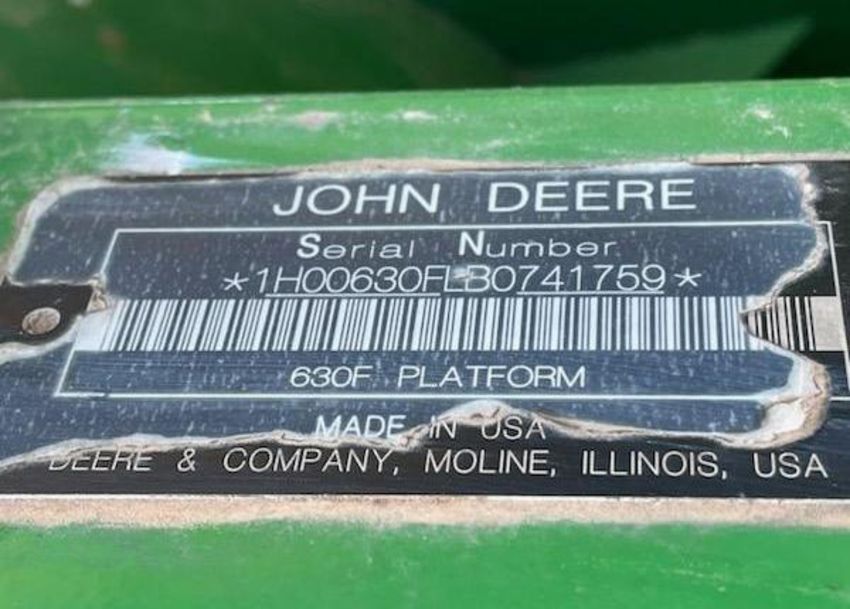 JOHN DEERE
Serial Number
*1H00630FLB0741759*
630F PLATFORM
MADE IN USA
DEERE & COMPANY, MOLINE, ILLINOIS, USA